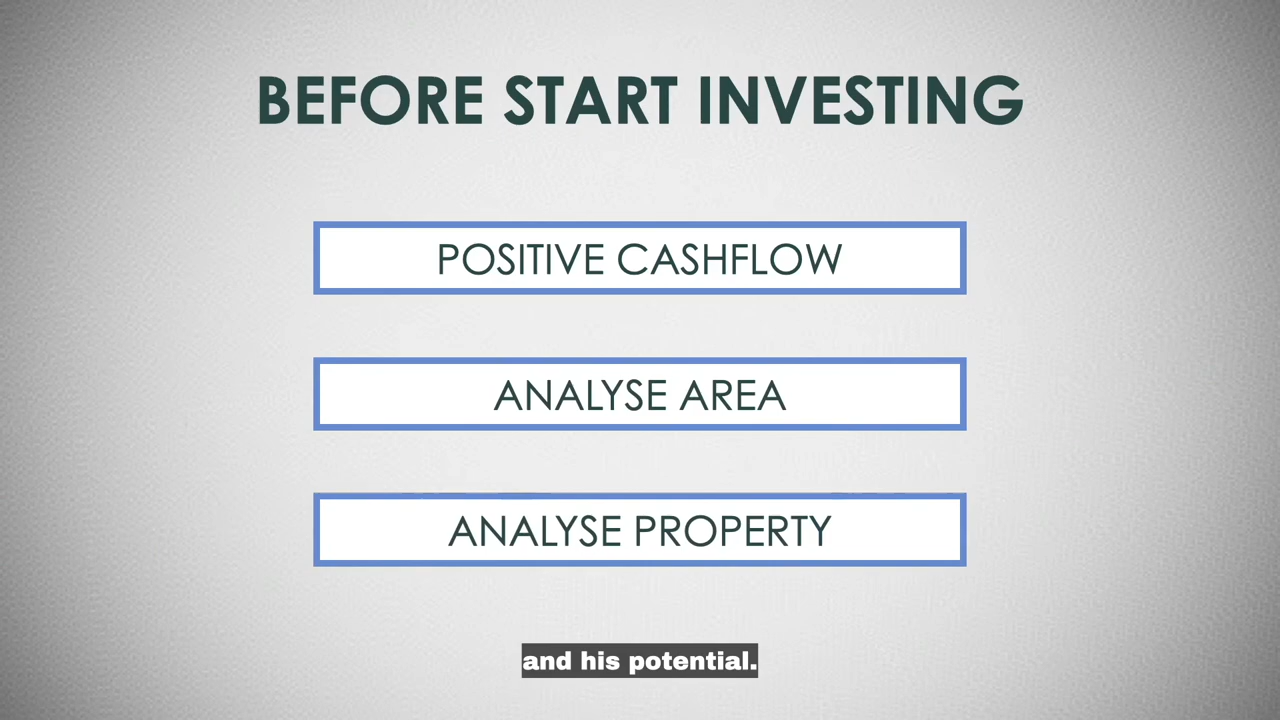 BEFORE START INVESTING
POSITIVE CASHFLOW
ANALYSE AREA
ANALYSE PROPERTY
and his potential.